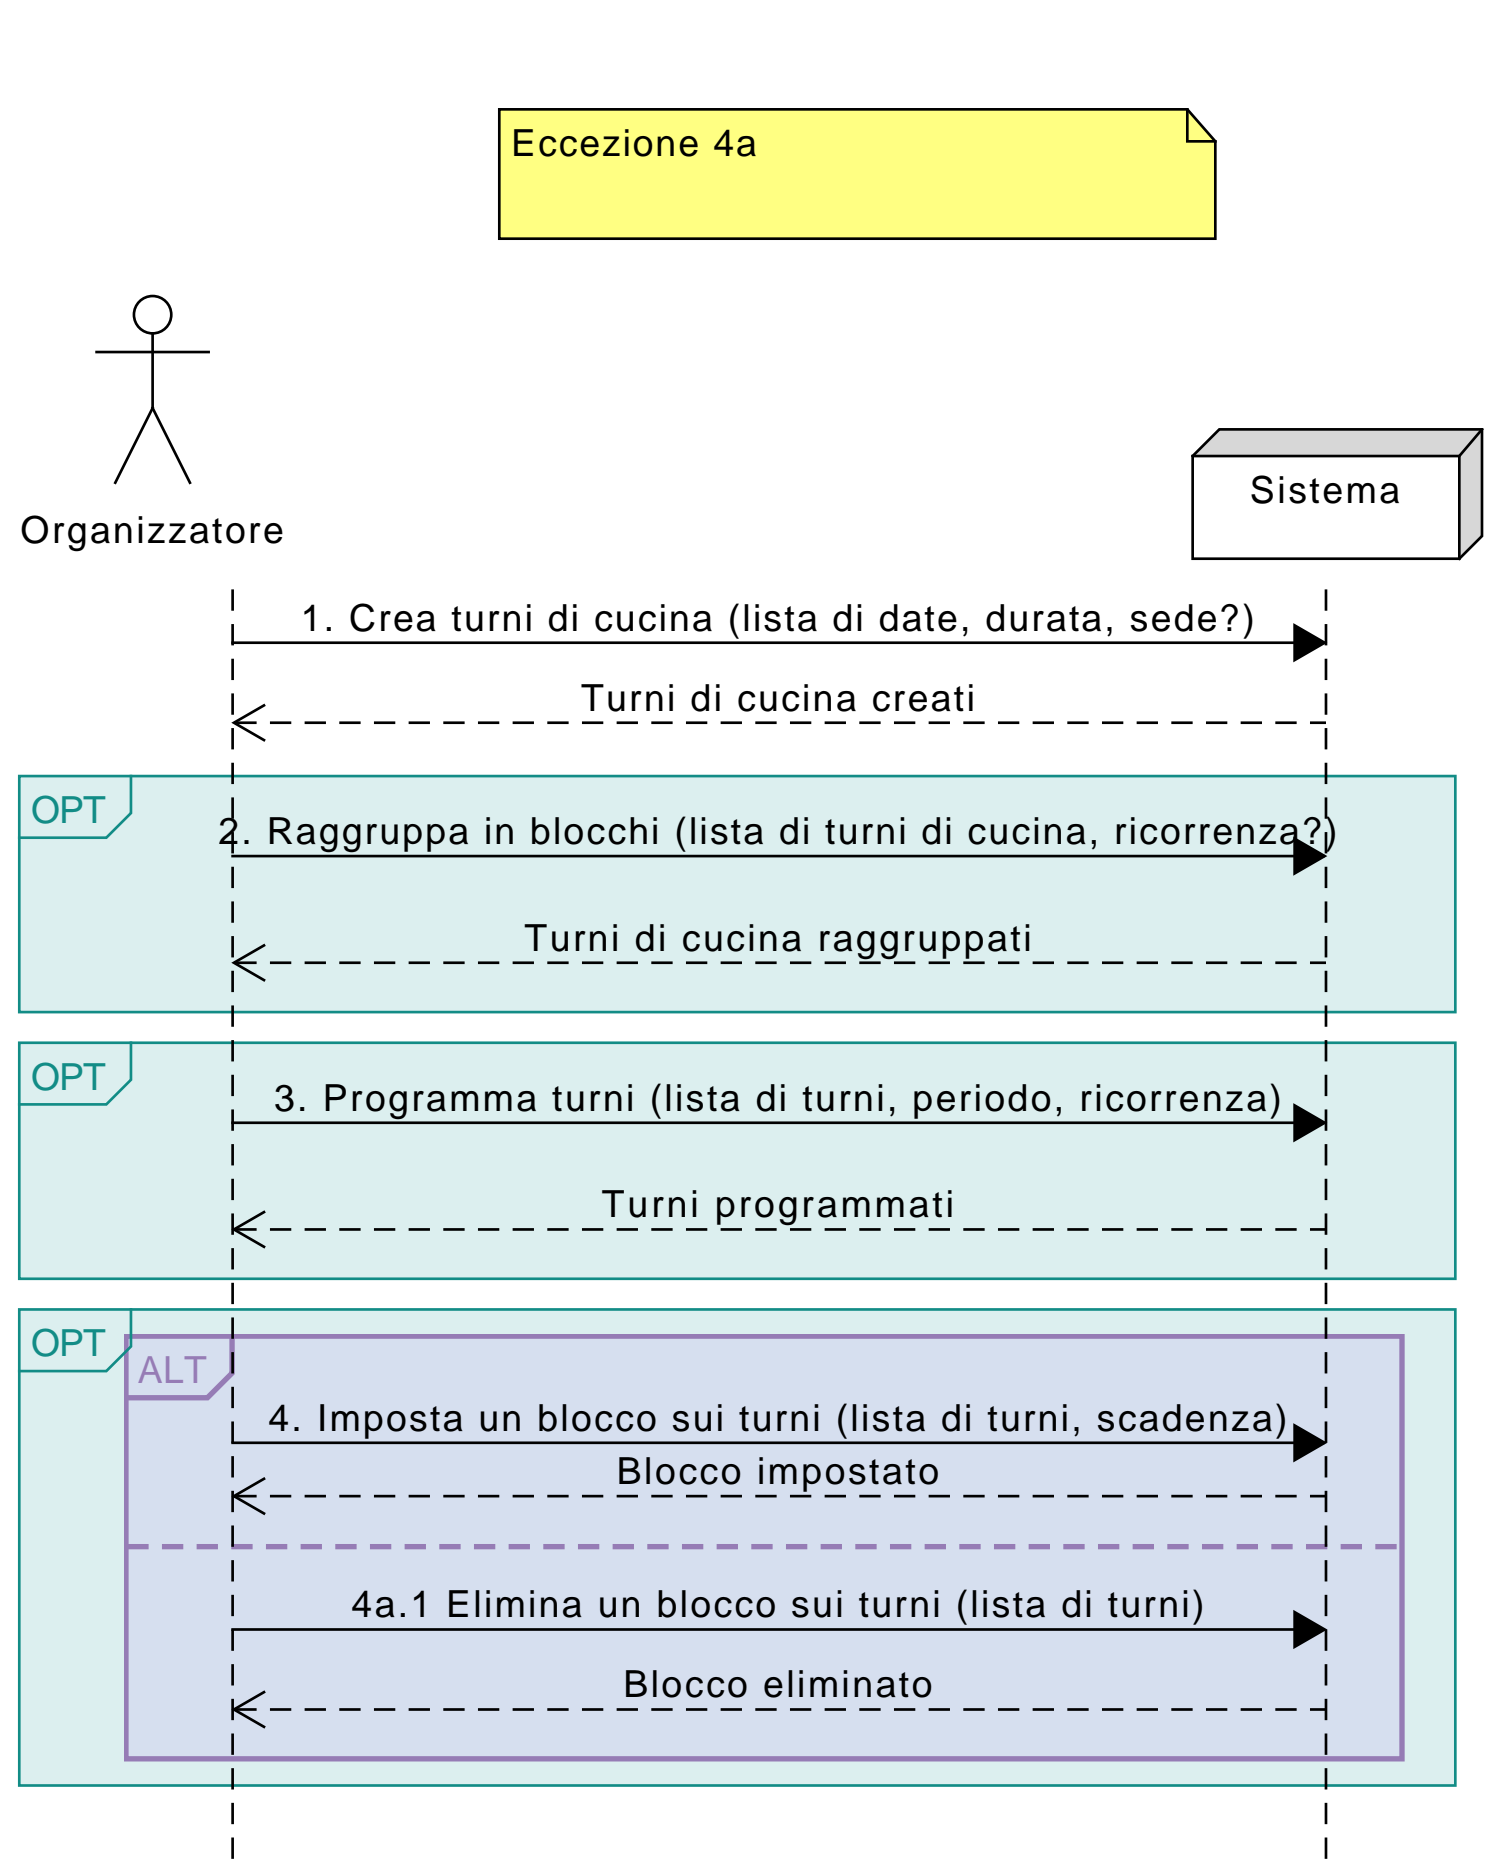 Eccezione 4a
Organizzatore
Sistema
1. Crea turni di cucina (lista di date, durata, sede?)
Turni di cucina creati
OPT
2. Raggruppa in blocchi (lista di turni di cucina, ricorrenza?)
Turni di cucina raggruppati
OPT
3. Programma turni (lista di turni, periodo, ricorrenza)
Turni programmati
OPT
ALT
4. Imposta un blocco sui turni (lista di turni, scadenza)
Blocco impostato
4a.1 Elimina un blocco sui turni (lista di turni)
Blocco eliminato